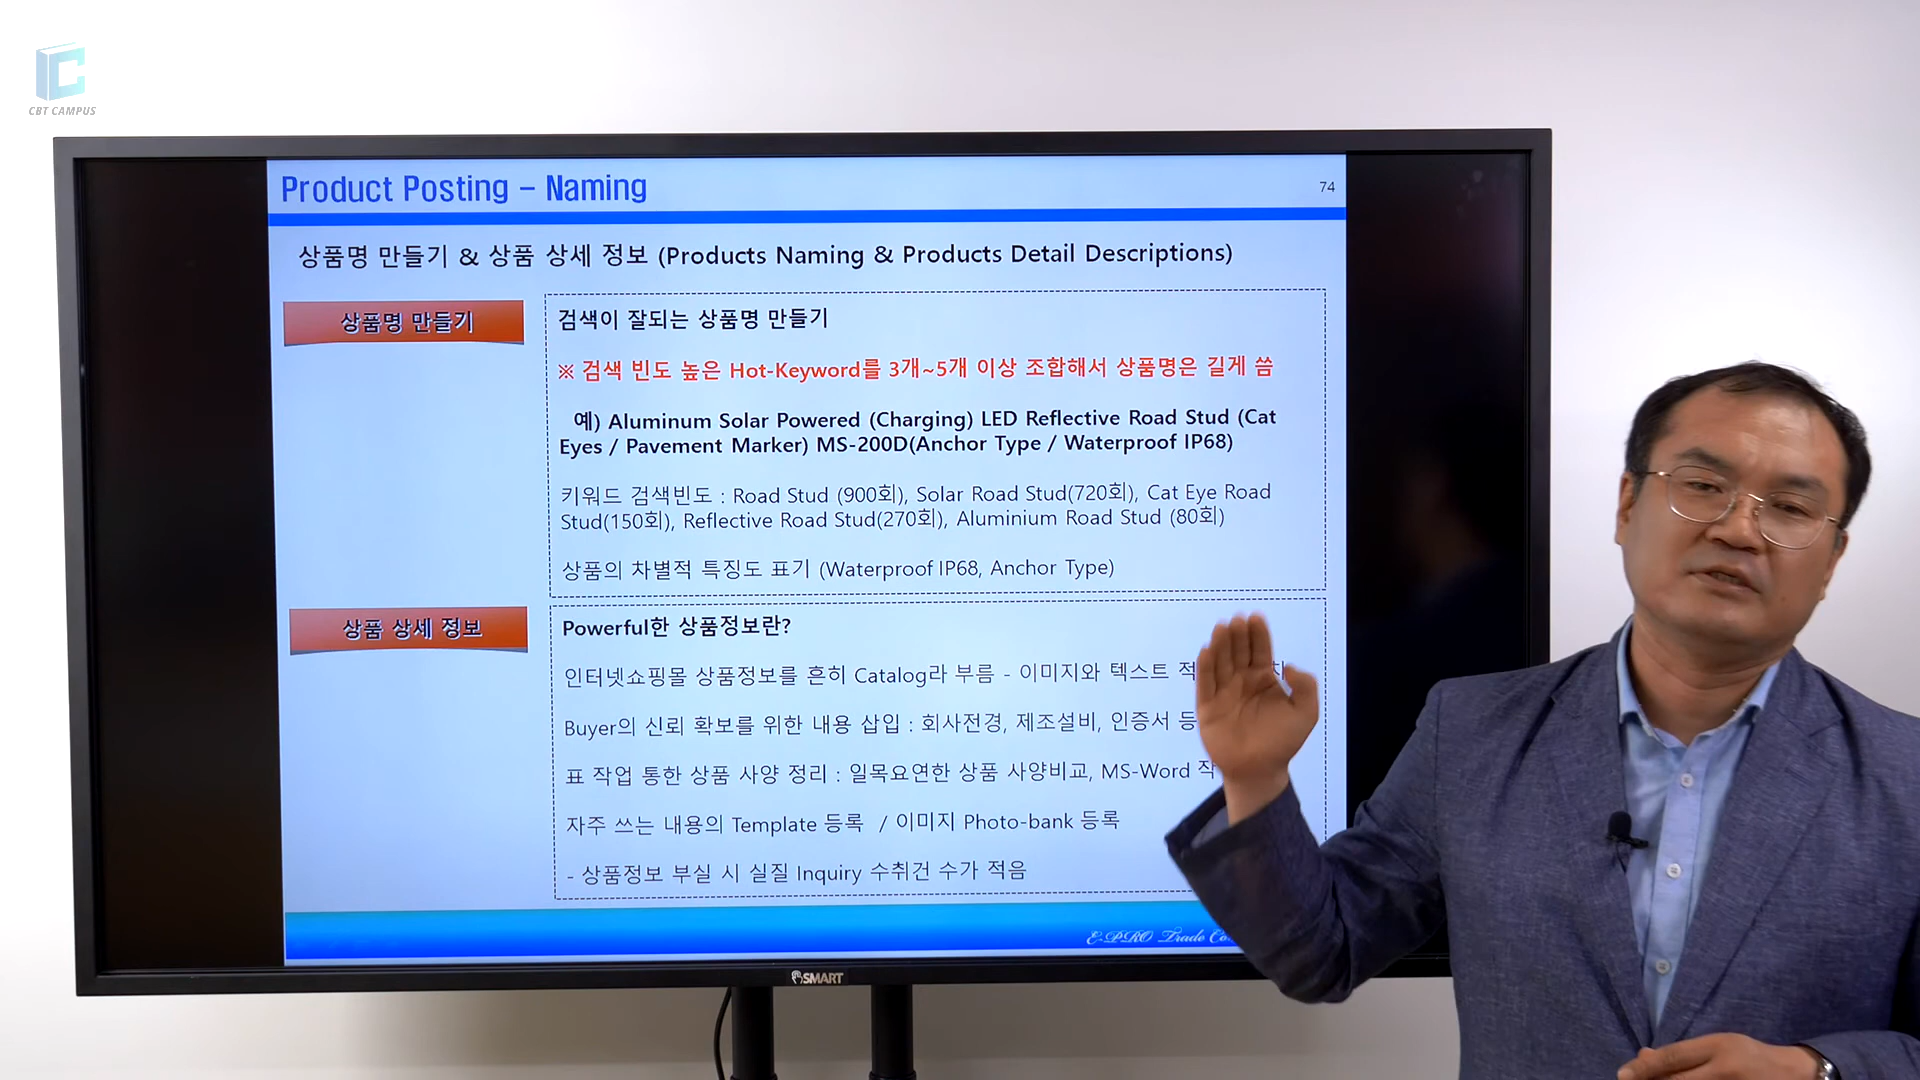 CBT CAMPUS
Product Posting – Naming
74
상품명 만들기 & 상품 상세 정보 (Products Naming & Products Detail Descriptions)
상품명 만들기
검색이 잘되는 상품명 만들기
※ 검색 빈도 높은 Hot-Keyword를 3개~5개 이상 조합해서 상품명은 길게 씀
예) Aluminum Solar Powered (Charging) LED Reflective Road Stud (Cat
Eyes / Pavement Marker) MS-200D(Anchor Type / Waterproof IP68)
키워드 검색빈도 : Road Stud (900회), Solar Road Stud(720회), Cat Eye Road
Stud(150회), Reflective Road Stud(270회), Aluminium Road Stud (80회)
상품의 차별적 특징도 표기 (Waterproof IP68, Anchor Type)
상품 상세 정보
Powerful한 상품정보란?
인터넷쇼핑몰 상품정보를 흔히 Catalog라 부름 - 이미지와 텍스트
Buyer의 신뢰 확보를 위한 내용 삽입 : 회사전경, 제조설비, 인증서 등
표 작업 통한 상품 사양 정리 : 일목요연한 상품 사양비교, MS-Word
자주 쓰는 내용의 Template 등록 / 이미지 Photo-bank 등록
- 상품정보 부실 시 실질 Inquiry 수취건 수가 적음
E-PRO Trade
SMART